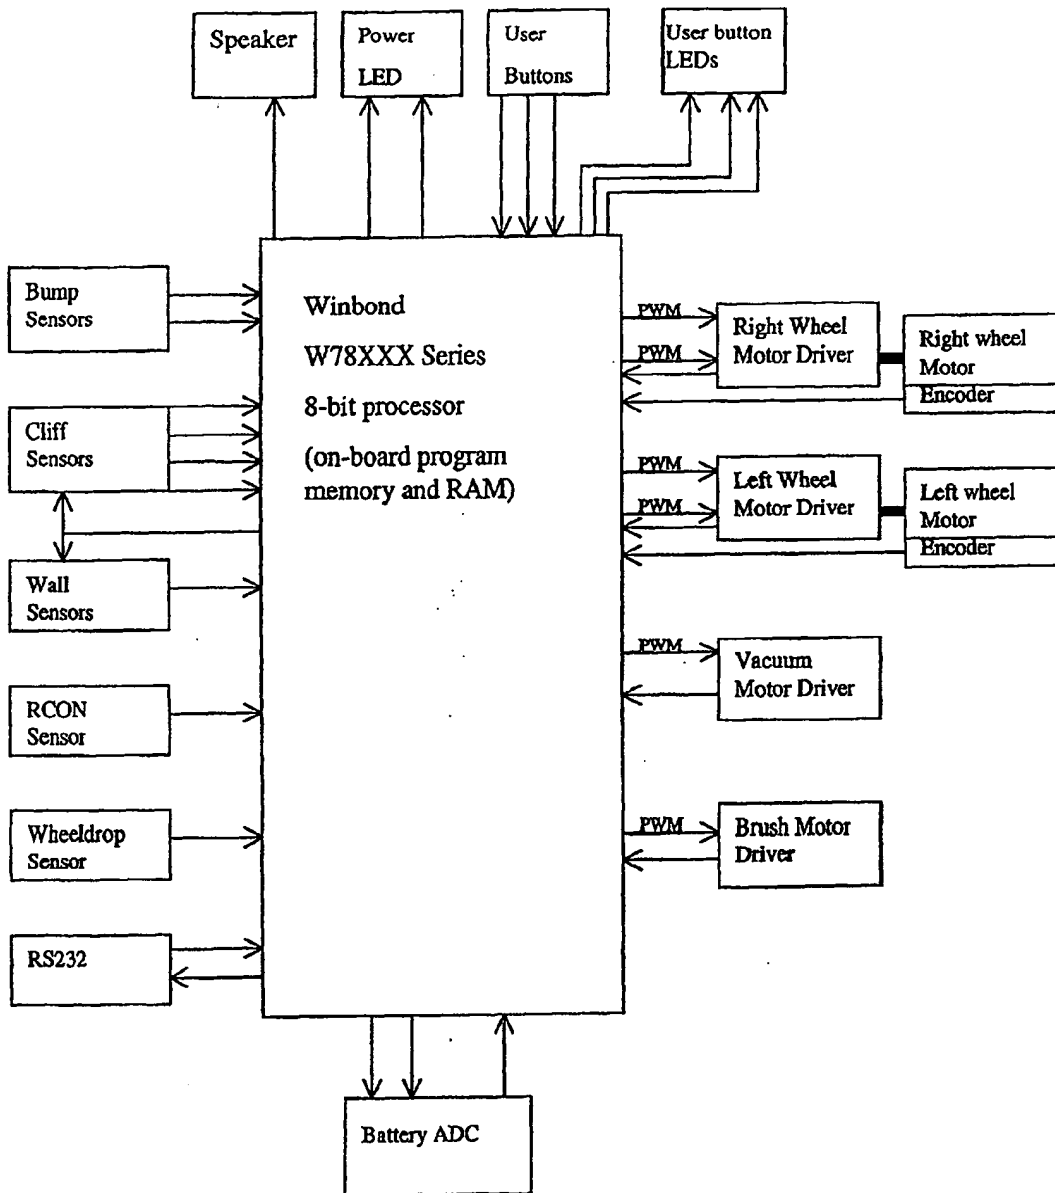 Speaker
Power
LED
User
Buttons
User button
LEDs
Bump
Sensors
Cliff
Sensors
Wall
Sensors
RCON
Sensor
Wheeldrop
Sensor
RS232
Winbond
W78XXX Series
8-bit processor
(on-board program
memory and RAM)
PWM
PWM
Right Wheel
Motor Driver
Right wheel
Motor
Encoder
PWM
PWM
Left Wheel
Motor Driver
Left wheel
Motor
Encoder
PWM
Vacuum
Motor Driver
PWM
Brush Motor
Driver
Battery ADC